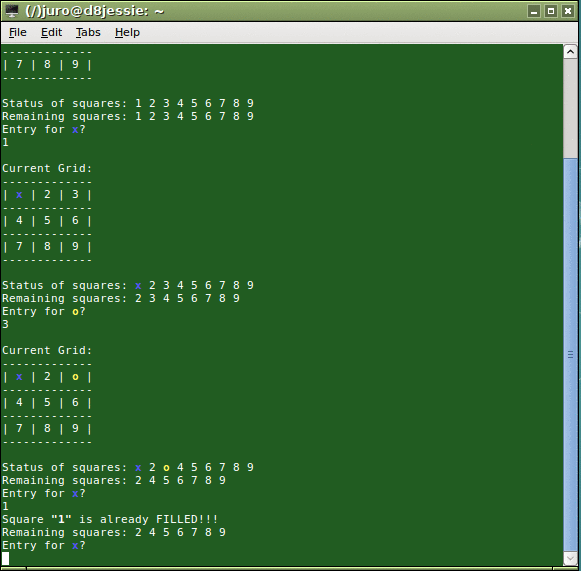 (/)juro@d8jessie: ~
File Edit Tabs Help
-------------
| 7 | 8 | 9 |
-------------
Status of squares: 1 2 3 4 5 6 7 8 9
Remaining squares: 1 2 3 4 5 6 7 8 9
Entry for x?
1
Current Grid:
-------------
| x | 2 | 3 |
-------------
| 4 | 5 | 6 |
-------------
| 7 | 8 | 9 |
-------------
Status of squares: x 2 3 4 5 6 7 8 9
Remaining squares: 2 3 4 5 6 7 8 9
Entry for o?
3
Current Grid:
-------------
| x | 2 | o |
-------------
| 4 | 5 | 6 |
-------------
| 7 | 8 | 9 |
-------------
Status of squares: x 2 o 4 5 6 7 8 9
Remaining squares: 2 4 5 6 7 8 9
Entry for x?
1
Square "1" is already FILLED!!!
Remaining squares: 2 4 5 6 7 8 9
Entry for x?